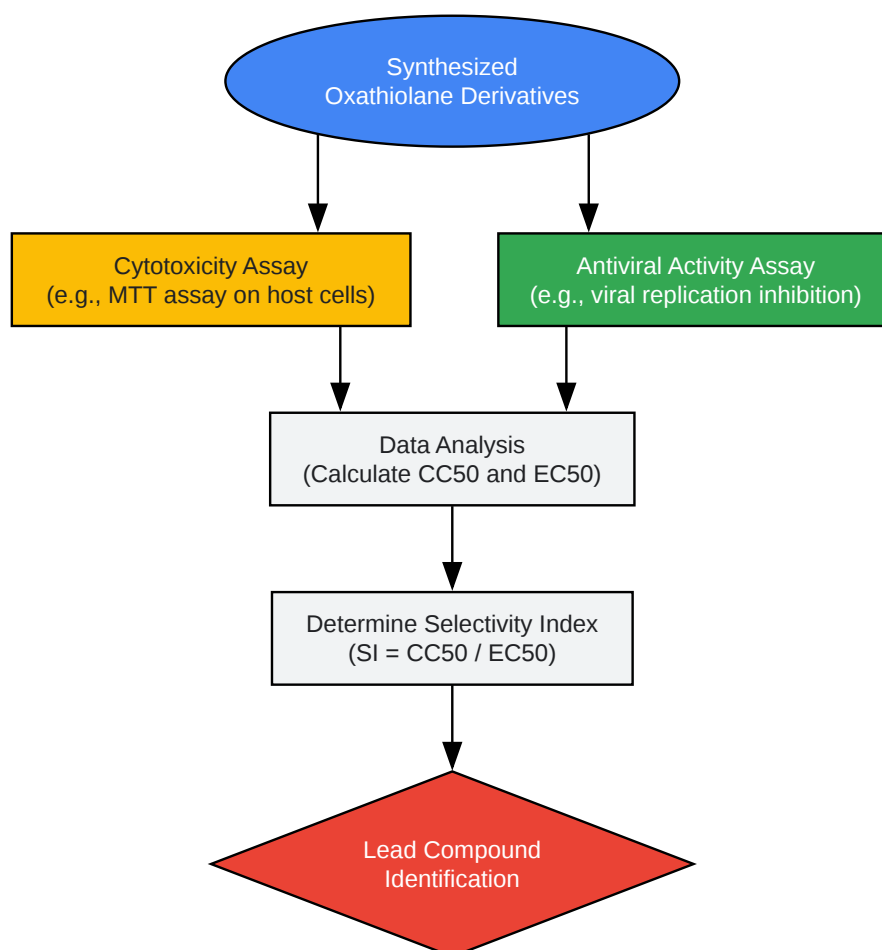 Synthesized
Oxathiolane Derivatives
Cytotoxicity Assay
(e.g., MTT assay on host cells)
Antiviral Activity Assay
(e.g., viral replication inhibition)
Data Analysis
(Calculate CC50 and EC50)
Determine Selectivity Index
(SI = CC50 / EC50)
Lead Compound
Identification